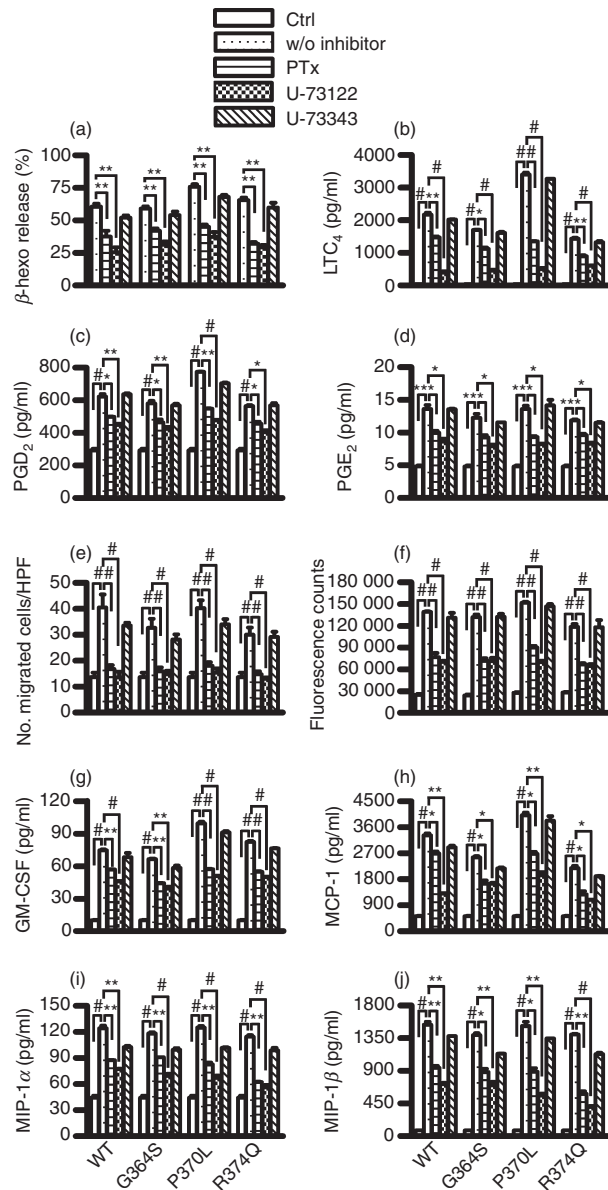 Ctrl
w/o inhibitor
PTx
U-73122
U-73343
(a)
β-hexo release (%)
100
75
50
25
0
** ** ** **
** ** ** **
(b)
LTC4 (pg/ml)
4000
3000
2000
1000
0
# # # #
#** #* ## #**
(c)
PGD2 (pg/ml)
800
600
400
200
0
** ** # *
#* #* #** #*
(d)
PGE2 (pg/ml)
20
15
10
5
0
* * * *
*** *** *** ***
(e)
No. migrated cells/HPF
50
40
30
20
10
0
# # # #
## ## ## ##
(f)
Fluorescence counts
180 000
150 000
120 000
90 000
60 000
30 000
0
# # # #
## ## ## ##
(g)
GM-CSF (pg/ml)
120
90
60
30
0
# ** # #
#** #** ## ##
(h)
MCP-1 (pg/ml)
4500
3600
2700
1800
900
0
** * ** *
#* #* #* #*
(i)
MIP-1α (pg/ml)
150
120
90
60
30
0
** # # #
#** #** #** #**
WT
G364S
P370L
R374Q
(j)
MIP-1β (pg/ml)
1800
1350
900
450
0
** ** ** #
#** #* #* #**
WT
G364S
P370L
R374Q